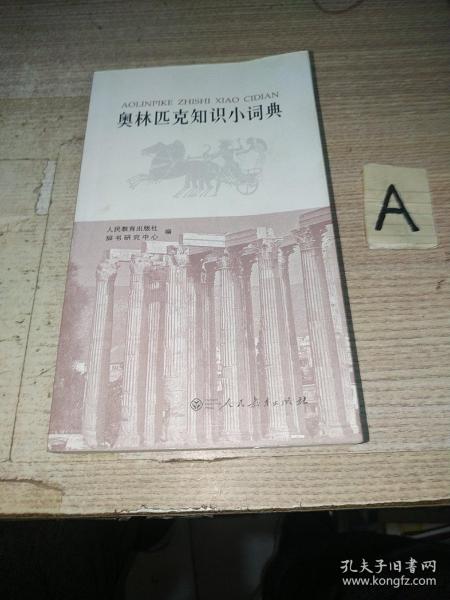 AOLINPIKE ZHISHI XIAO CIDIAN
奥林匹克知识小词典
人民教育出版社
辞书研究中心
编
人民教育出版社
A
孔夫子旧书网
www.kongfz.com